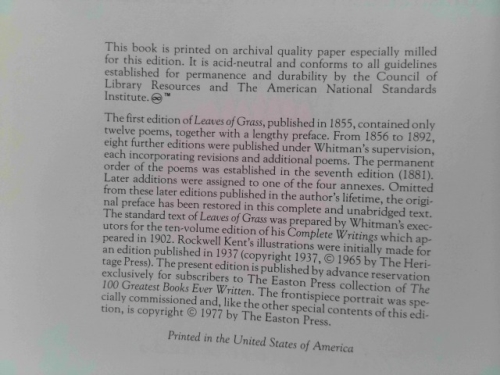 This book is printed on archival quality paper especially milled
for this edition. It is acid-neutral and conforms to all guidelines
established for permanence and durability by the Council of
Library Resources and The American National Standards
Institute. ♾™
The first edition of Leaves of Grass, published in 1855, contained only
twelve poems, together with a lengthy preface. From 1856 to 1892,
eight further editions were published under Whitman's supervision,
each incorporating revisions and additional poems. The permanent
order of the poems was established in the seventh edition (1881).
Later additions were assigned to one of the four annexes. Omitted
from these later editions published in the author's lifetime, the origi-
nal preface has been restored in this complete and unabridged text.
The standard text of Leaves of Grass was prepared by Whitman's exec-
utors for the ten-volume edition of his Complete Writings which ap-
peared in 1902. Rockwell Kent's illustrations were initially made for
an edition published in 1937 (copyright 1937, © 1965 by The Heri-
tage Press). The present edition is published by advance reservation
exclusively for subscribers to The Easton Press collection of The
100 Greatest Books Ever Written. The frontispiece portrait was spe-
cially commissioned and, like the other special contents of this edi-
tion, is copyright © 1977 by The Easton Press.
Printed in the United States of America